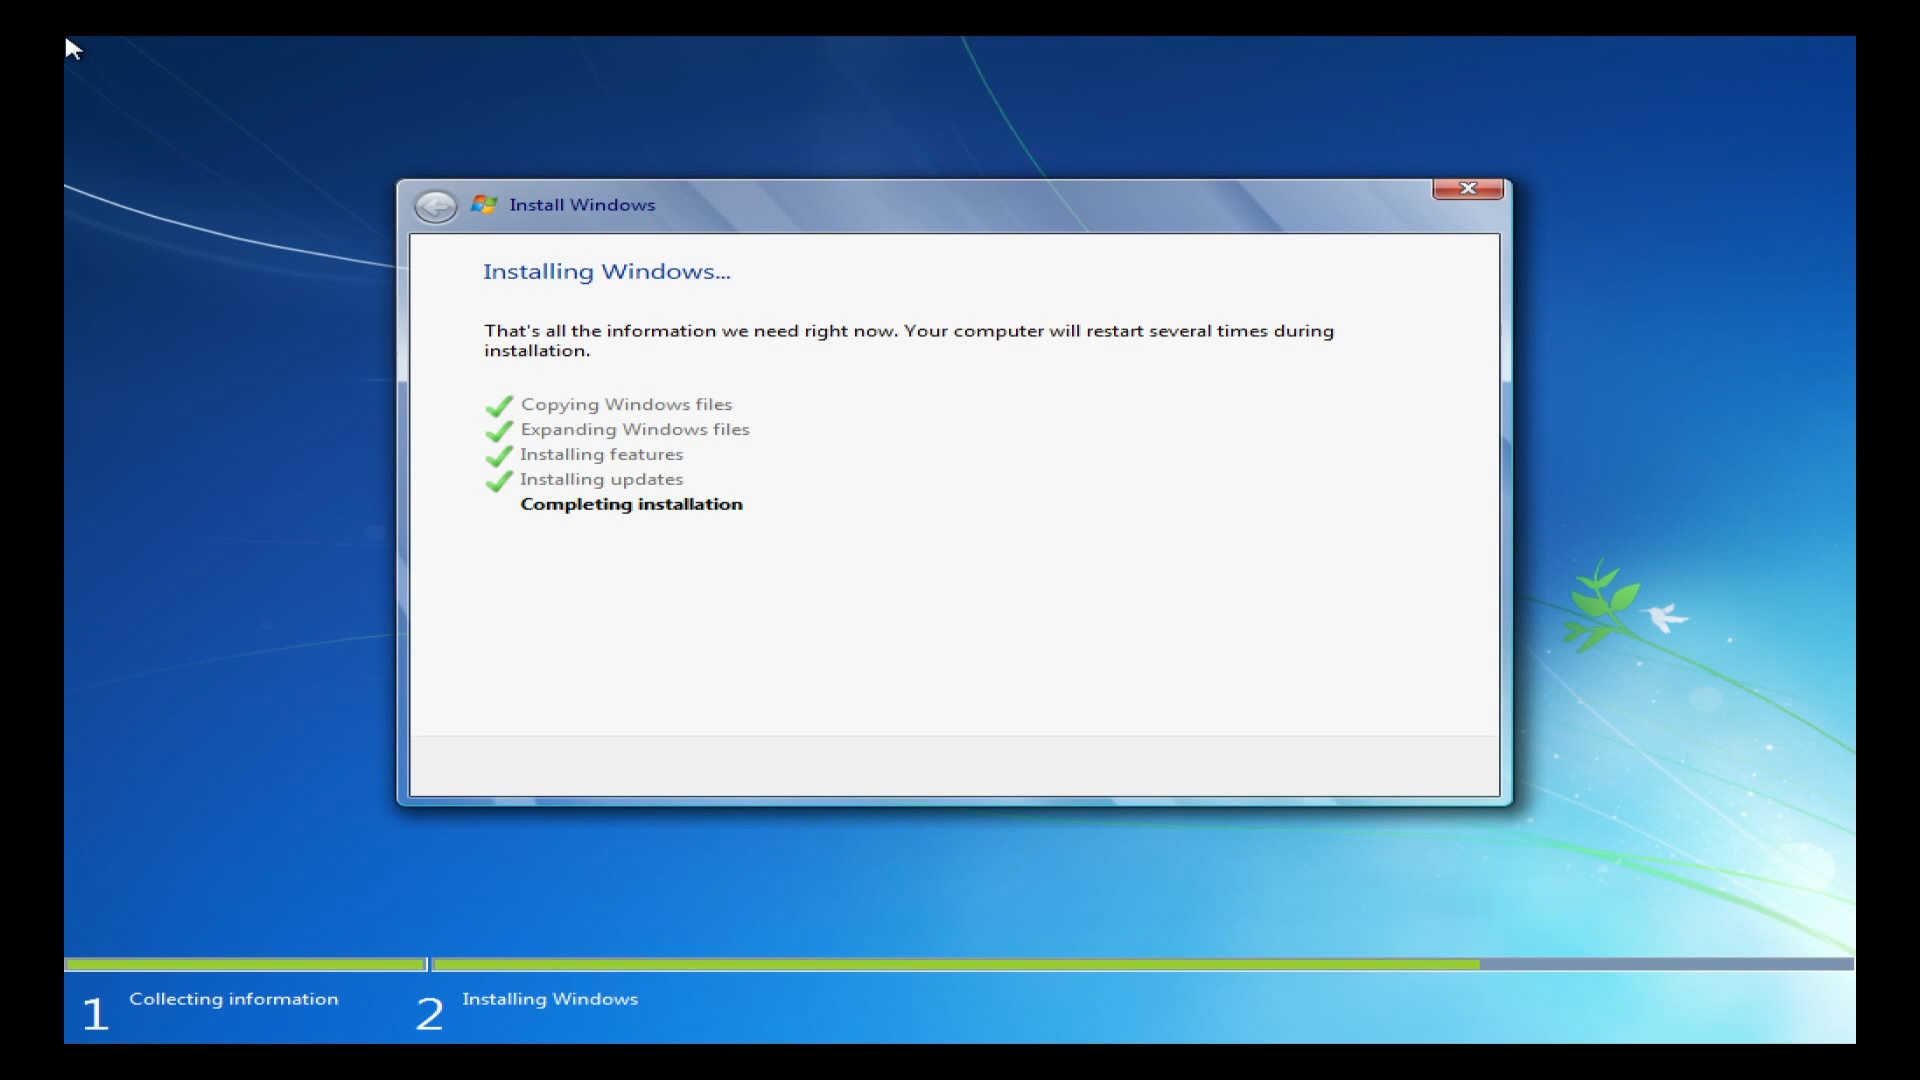 Install Windows
Installing Windows...
That's all the information we need right now. Your computer will restart several times during
installation.
Copying Windows files
Expanding Windows files
Installing features
Installing updates
Completing installation
1 Collecting information
2 Installing Windows